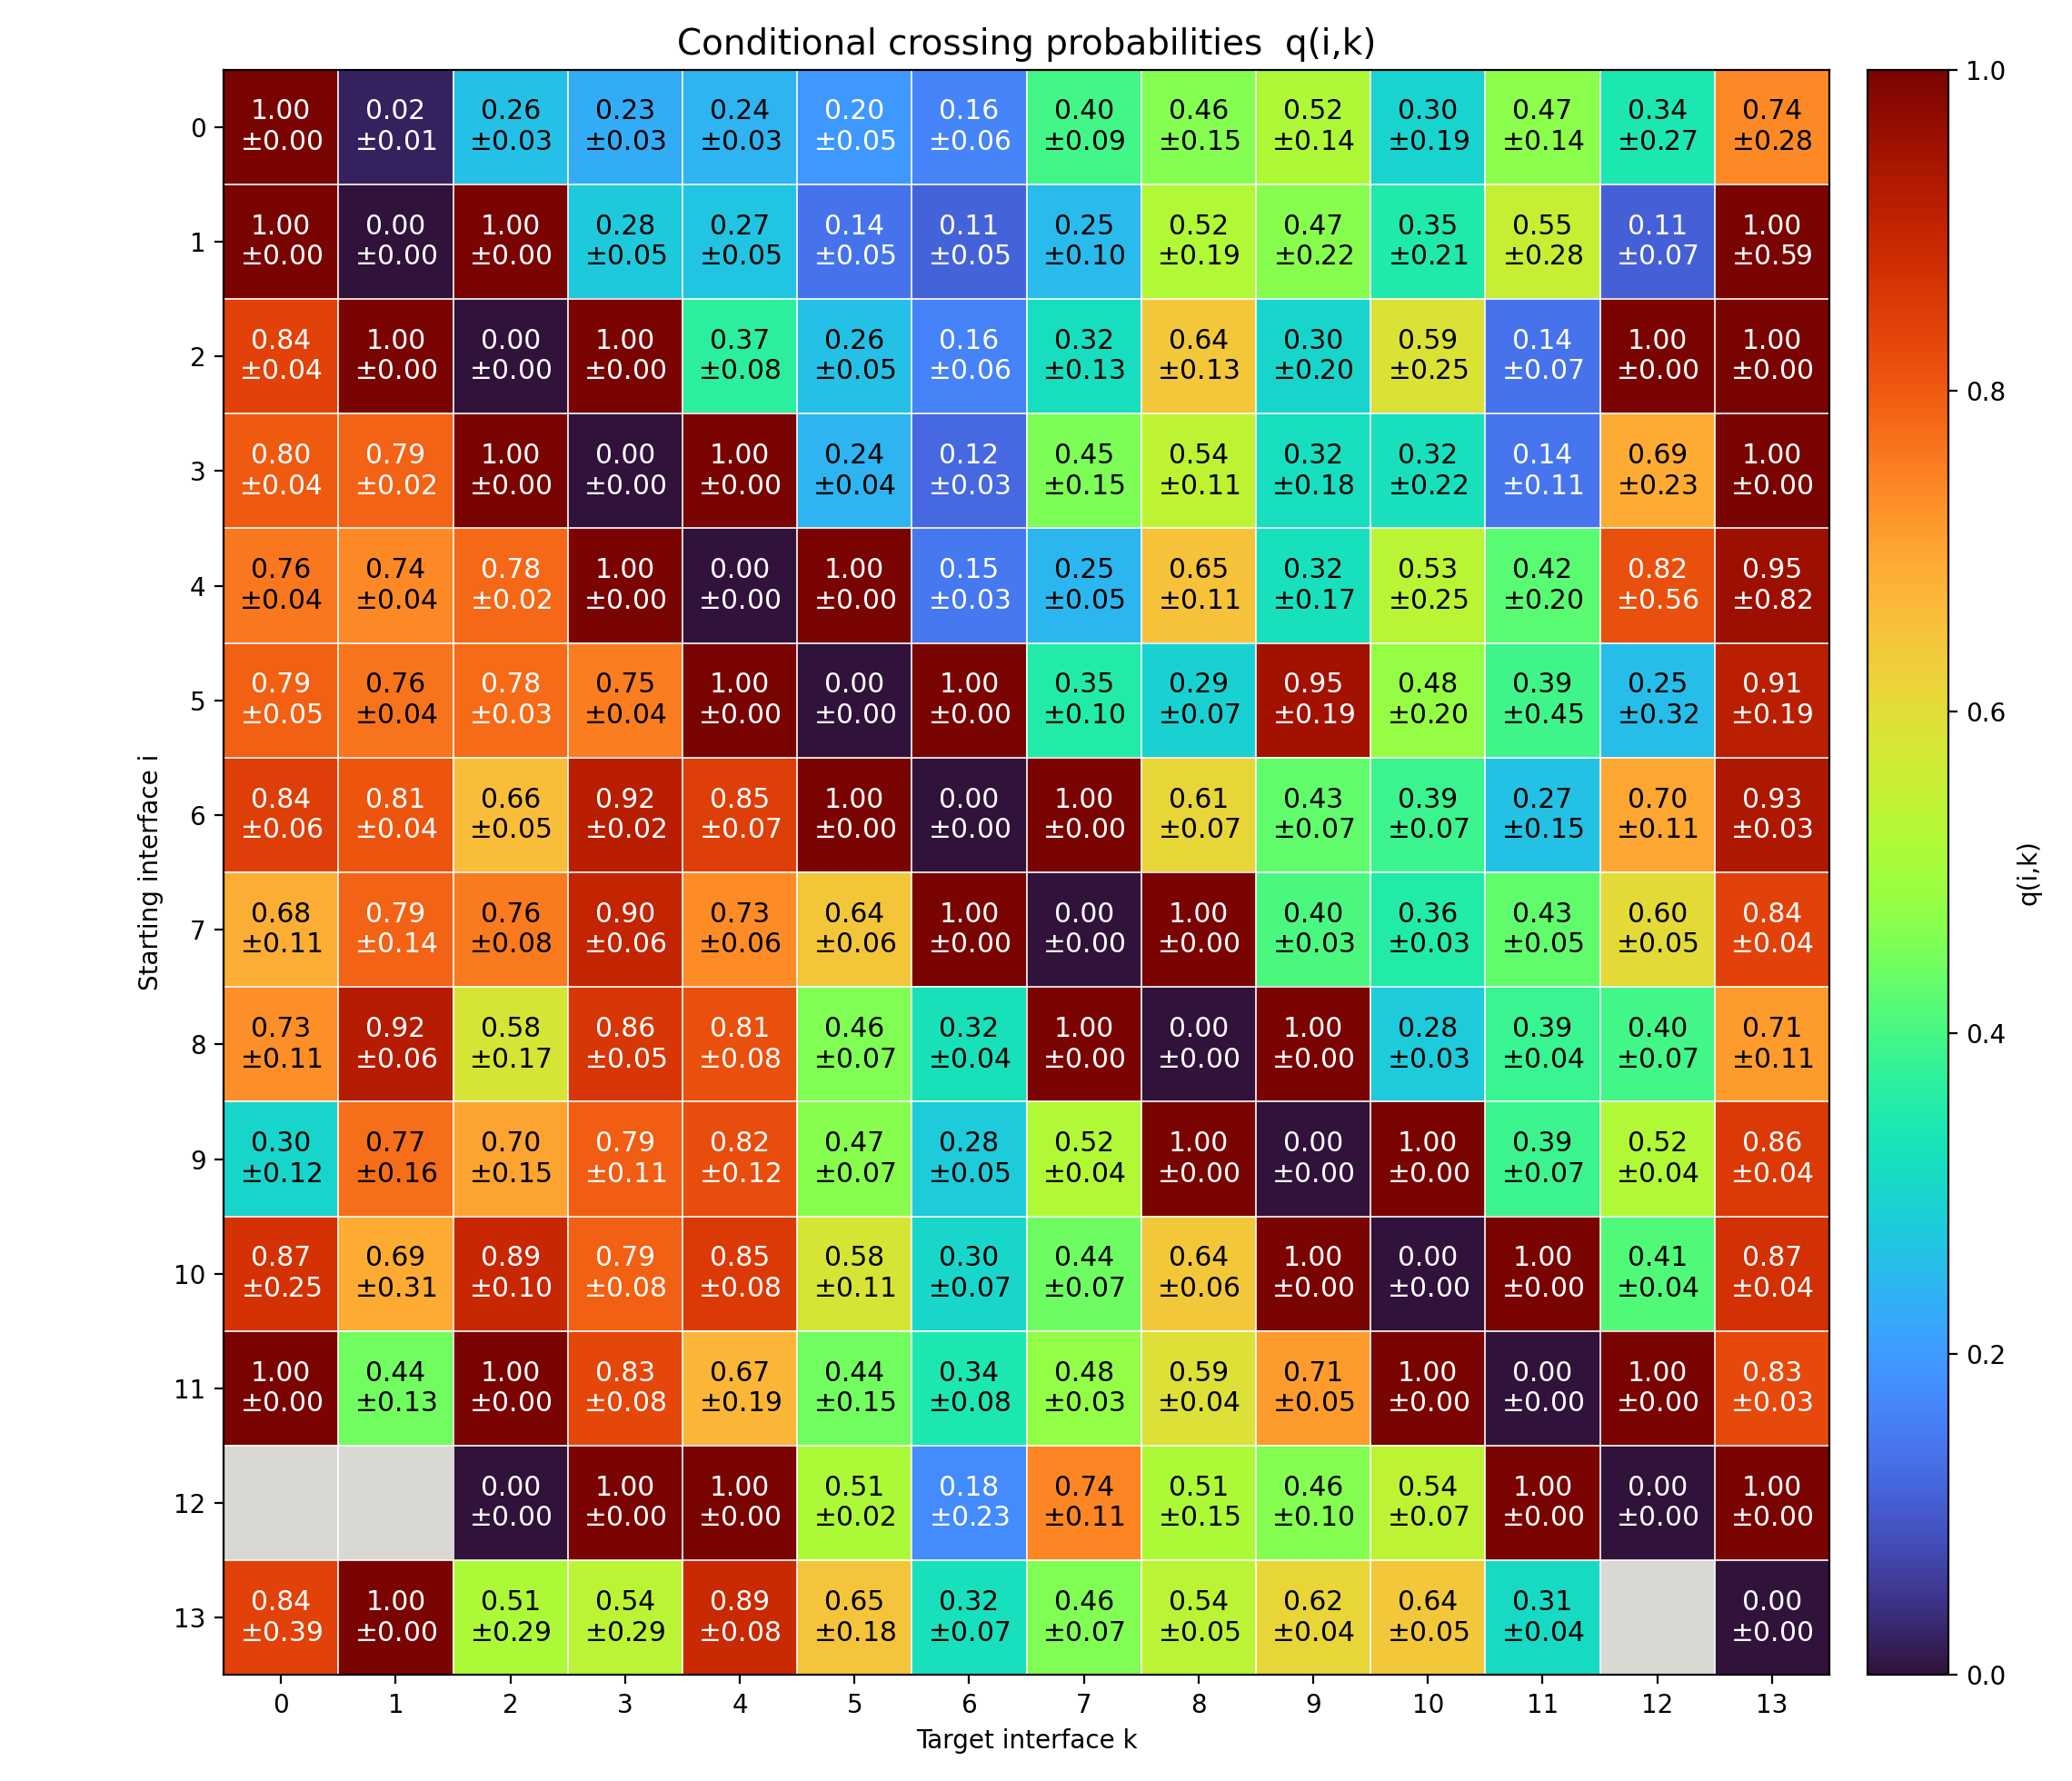 Conditional crossing probabilities  q(i,k)
0 1.00 0.02 0.26 0.23 0.24 0.20 0.16 0.40 0.46 0.52 0.30 0.47 0.34 0.74
±0.00 ±0.01 ±0.03 ±0.03 ±0.03 ±0.05 ±0.06 ±0.09 ±0.15 ±0.14 ±0.19 ±0.14 ±0.27 ±0.28
1 1.00 0.00 1.00 0.28 0.27 0.14 0.11 0.25 0.52 0.47 0.35 0.55 0.11 1.00
±0.00 ±0.00 ±0.00 ±0.05 ±0.05 ±0.05 ±0.05 ±0.10 ±0.19 ±0.22 ±0.21 ±0.28 ±0.07 ±0.59
2 0.84 1.00 0.00 1.00 0.37 0.26 0.16 0.32 0.64 0.30 0.59 0.14 1.00 1.00
±0.04 ±0.00 ±0.00 ±0.00 ±0.08 ±0.05 ±0.06 ±0.13 ±0.13 ±0.20 ±0.25 ±0.07 ±0.00 ±0.00
3 0.80 0.79 1.00 0.00 1.00 0.24 0.12 0.45 0.54 0.32 0.32 0.14 0.69 1.00
±0.04 ±0.02 ±0.00 ±0.00 ±0.00 ±0.04 ±0.03 ±0.15 ±0.11 ±0.18 ±0.22 ±0.11 ±0.23 ±0.00
4 0.76 0.74 0.78 1.00 0.00 1.00 0.15 0.25 0.65 0.32 0.53 0.42 0.82 0.95
±0.04 ±0.04 ±0.02 ±0.00 ±0.00 ±0.00 ±0.03 ±0.05 ±0.11 ±0.17 ±0.25 ±0.20 ±0.56 ±0.82
5 0.79 0.76 0.78 0.75 1.00 0.00 1.00 0.35 0.29 0.95 0.48 0.39 0.25 0.91
±0.05 ±0.04 ±0.03 ±0.04 ±0.00 ±0.00 ±0.00 ±0.10 ±0.07 ±0.19 ±0.20 ±0.45 ±0.32 ±0.19
6 0.84 0.81 0.66 0.92 0.85 1.00 0.00 1.00 0.61 0.43 0.39 0.27 0.70 0.93
±0.06 ±0.04 ±0.05 ±0.02 ±0.07 ±0.00 ±0.00 ±0.00 ±0.07 ±0.07 ±0.07 ±0.15 ±0.11 ±0.03
7 0.68 0.79 0.76 0.90 0.73 0.64 1.00 0.00 1.00 0.40 0.36 0.43 0.60 0.84
±0.11 ±0.14 ±0.08 ±0.06 ±0.06 ±0.06 ±0.00 ±0.00 ±0.00 ±0.03 ±0.03 ±0.05 ±0.05 ±0.04
8 0.73 0.92 0.58 0.86 0.81 0.46 0.32 1.00 0.00 1.00 0.28 0.39 0.40 0.71
±0.11 ±0.06 ±0.17 ±0.05 ±0.08 ±0.07 ±0.04 ±0.00 ±0.00 ±0.00 ±0.03 ±0.04 ±0.07 ±0.11
9 0.30 0.77 0.70 0.79 0.82 0.47 0.28 0.52 1.00 0.00 1.00 0.39 0.52 0.86
±0.12 ±0.16 ±0.15 ±0.11 ±0.12 ±0.07 ±0.05 ±0.04 ±0.00 ±0.00 ±0.00 ±0.07 ±0.04 ±0.04
10 0.87 0.69 0.89 0.79 0.85 0.58 0.30 0.44 0.64 1.00 0.00 1.00 0.41 0.87
±0.25 ±0.31 ±0.10 ±0.08 ±0.08 ±0.11 ±0.07 ±0.07 ±0.06 ±0.00 ±0.00 ±0.00 ±0.04 ±0.04
11 1.00 0.44 1.00 0.83 0.67 0.44 0.34 0.48 0.59 0.71 1.00 0.00 1.00 0.83
±0.00 ±0.13 ±0.00 ±0.08 ±0.19 ±0.15 ±0.08 ±0.03 ±0.04 ±0.05 ±0.00 ±0.00 ±0.00 ±0.03
12 0.00 1.00 1.00 0.51 0.18 0.74 0.51 0.46 0.54 1.00 0.00 1.00
±0.00 ±0.00 ±0.00 ±0.02 ±0.23 ±0.11 ±0.15 ±0.10 ±0.07 ±0.00 ±0.00 ±0.00
13 0.84 1.00 0.51 0.54 0.89 0.65 0.32 0.46 0.54 0.62 0.64 0.31 0.00
±0.39 ±0.00 ±0.29 ±0.29 ±0.08 ±0.18 ±0.07 ±0.07 ±0.05 ±0.04 ±0.05 ±0.04 ±0.00
0 1 2 3 4 5 6 7 8 9 10 11 12 13
Target interface k
Starting interface i
1.0
0.8
0.6
0.4
0.2
0.0
q(i,k)